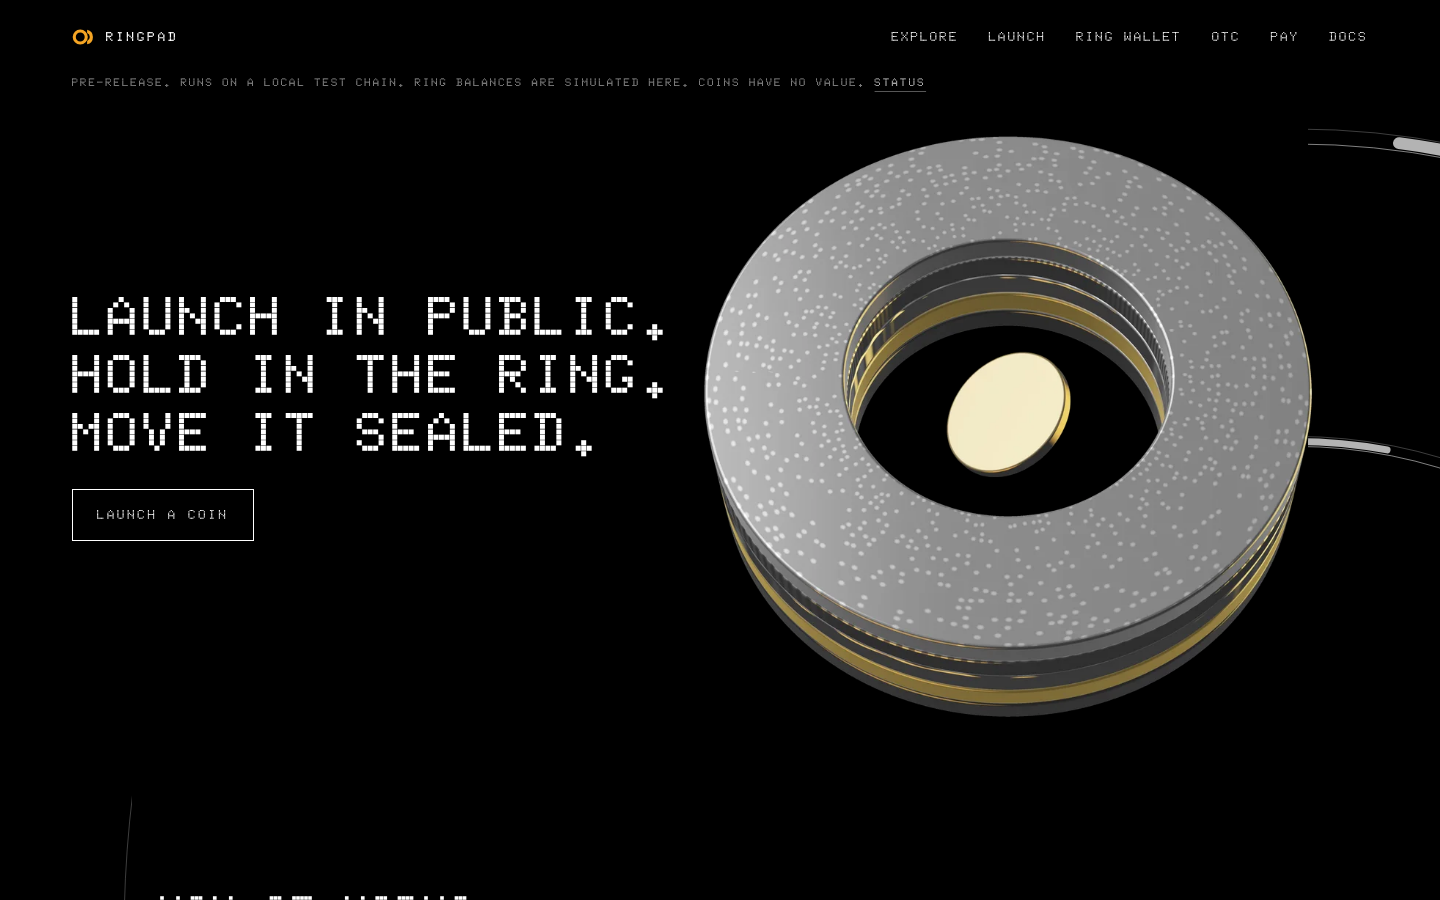 RINGPAD
EXPLORE LAUNCH RING WALLET OTC PAY DOCS
PRE-RELEASE. RUNS ON A LOCAL TEST CHAIN. RING BALANCES ARE SIMULATED HERE. COINS HAVE NO VALUE. STATUS
LAUNCH IN PUBLIC.
HOLD IN THE RING.
MOVE IT SEALED.
LAUNCH A COIN